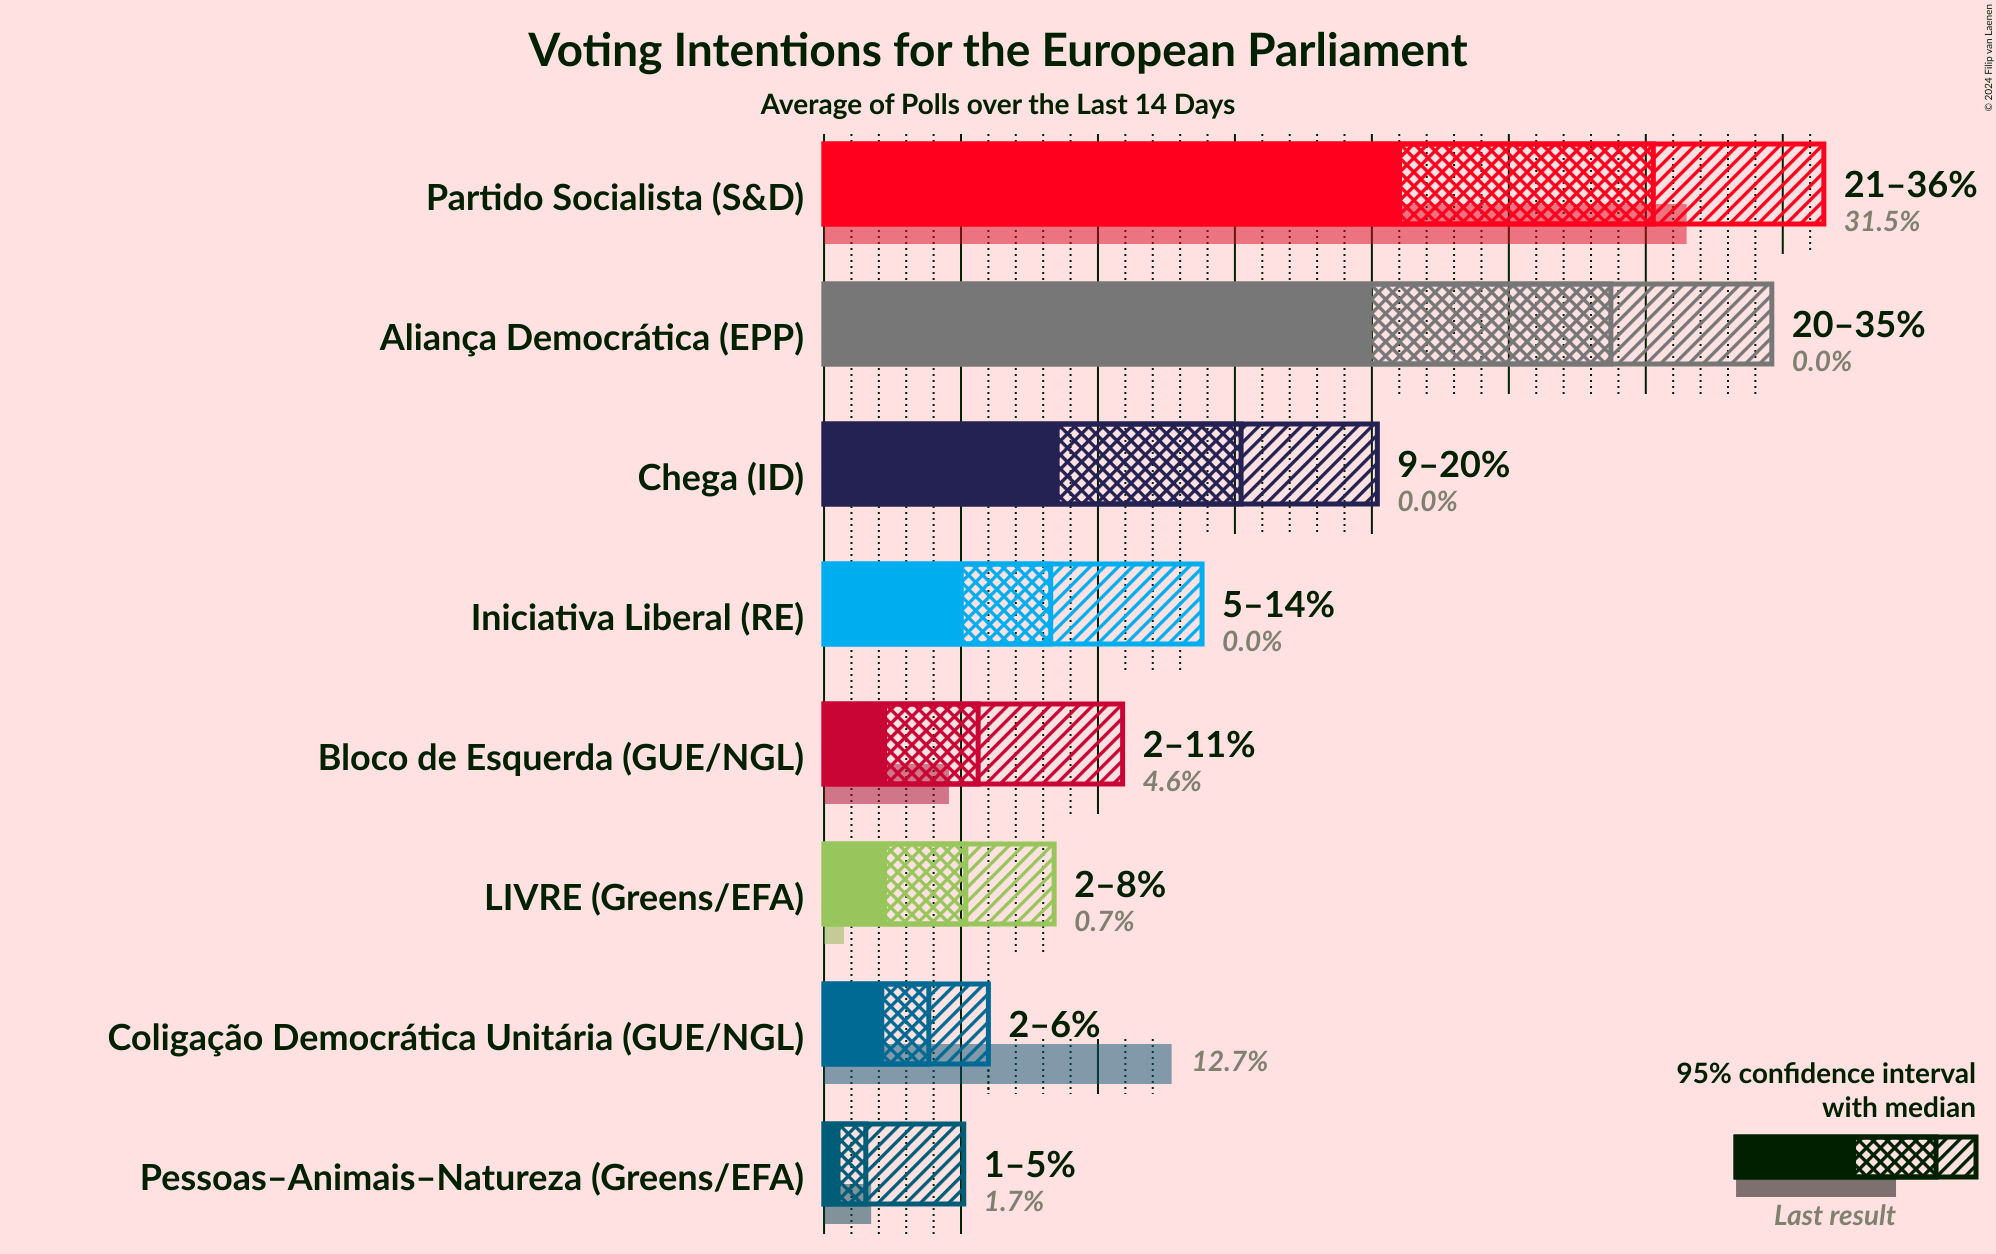 Voting Intentions for the European Parliament
Average of Polls over the Last 14 Days
© 2024 Filip van Laenen
Partido Socialista (S&D)
21–36%
31.5%
Aliança Democrática (EPP)
20–35%
0.0%
Chega (ID)
9–20%
0.0%
Iniciativa Liberal (RE)
5–14%
0.0%
Bloco de Esquerda (GUE/NGL)
2–11%
4.6%
LIVRE (Greens/EFA)
2–8%
0.7%
Coligação Democrática Unitária (GUE/NGL)
2–6%
12.7%
Pessoas–Animais–Natureza (Greens/EFA)
1–5%
1.7%
95% confidence interval
with median
Last result